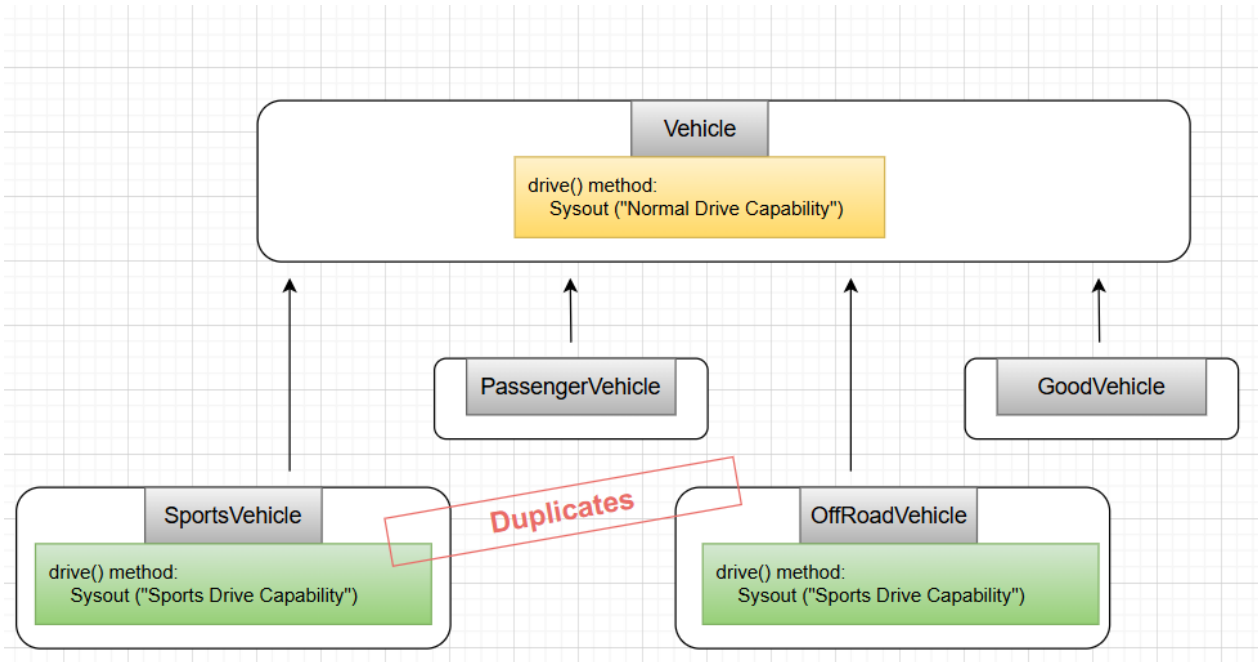 Vehicle
drive() method:
Sysout ("Normal Drive Capability")
PassengerVehicle
GoodVehicle
Duplicates
SportsVehicle
drive() method:
Sysout ("Sports Drive Capability")
OffRoadVehicle
drive() method:
Sysout ("Sports Drive Capability")